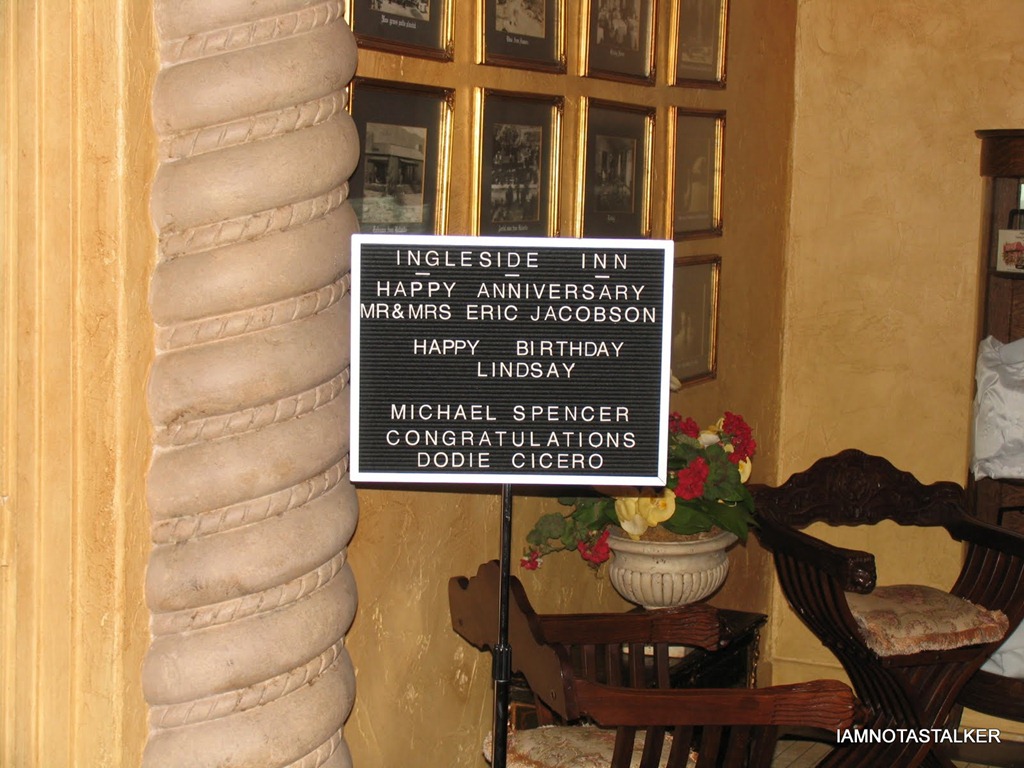 INGLESIDE INN
HAPPY ANNIVERSARY
MR&MRS ERIC JACOBSON
HAPPY BIRTHDAY
LINDSAY
MICHAEL SPENCER
CONGRATULATIONS
DODIE CICERO
IAMNOTASTALKER